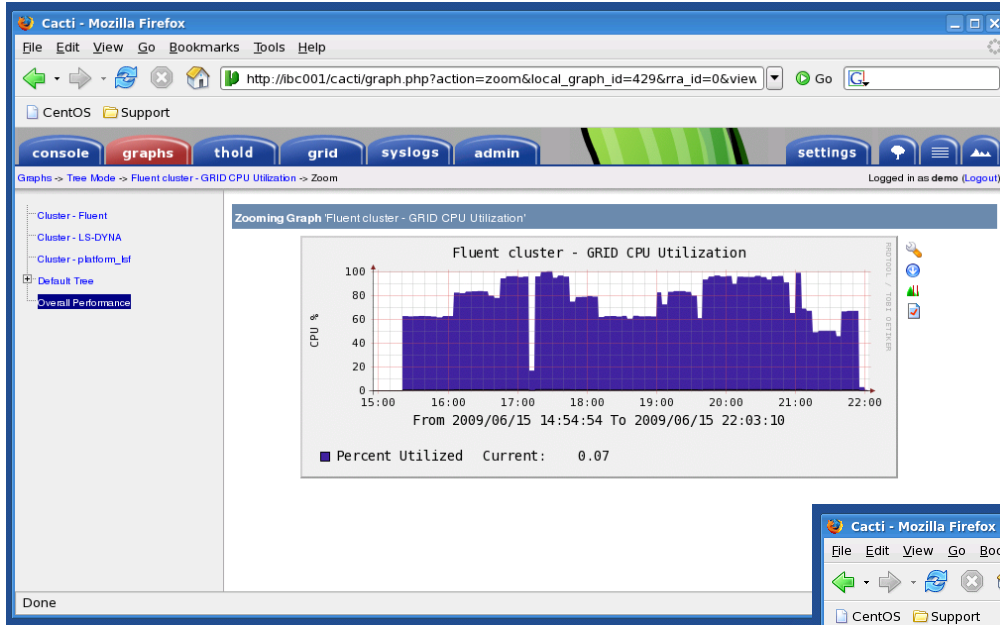 Cacti - Mozilla Firefox
File Edit View Go Bookmarks Tools Help
http://ibc001/cacti/graph.php?action=zoom&local_graph_id=429&rra_id=0&view Go G
CentOS Support
console graphs thold grid syslogs admin settings
Graphs -> Tree Mode -> Fluent cluster - GRID CPU Utilization -> Zoom Logged in as demo (Logout)
Cluster - Fluent
Cluster - LS-DYNA
Cluster - platform_lsf
Default Tree
Overall Performance
Zooming Graph 'Fluent cluster - GRID CPU Utilization'
Fluent cluster - GRID CPU Utilization
RRDTOOL / TOBI OETIKER
CPU %
100
80
60
40
20
0
15:00 16:00 17:00 18:00 19:00 20:00 21:00 22:00
From 2009/06/15 14:54:54 To 2009/06/15 22:03:10
Percent Utilized Current: 0.07
Done
Cacti - Mozilla Firefox
File Edit View Go Boo
CentOS Support